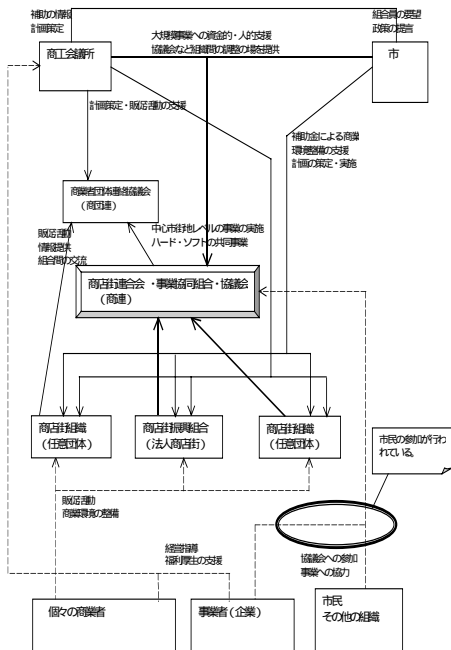 補助の情報
計画策定
組合員の要望
政策の提言
商工会議所
大規模事業への資金的・人的支援
協議会など組織間の調整の場を提供
市
計画策定・販促活動の支援
補助金による商業
環境整備の支援
計画の策定・実施
商業者団体連絡協議会
（商団連）
販促活動
情報提供
組合間の交流
中心市街地レベルの事業の実施
ハード・ソフトの共同事業
商店街連合会・事業協同組合・協議会
（商連）
商店街組織
（任意団体）
商店街振興組合
（法人商店街）
商店街組織
（任意団体）
市民の参加が行わ
れている。
販促活動
商業環境の整備
経営指導
福利厚生の支援
協議会への参加
事業への協力
個々の商業者
事業者（企業）
市民
その他の組織